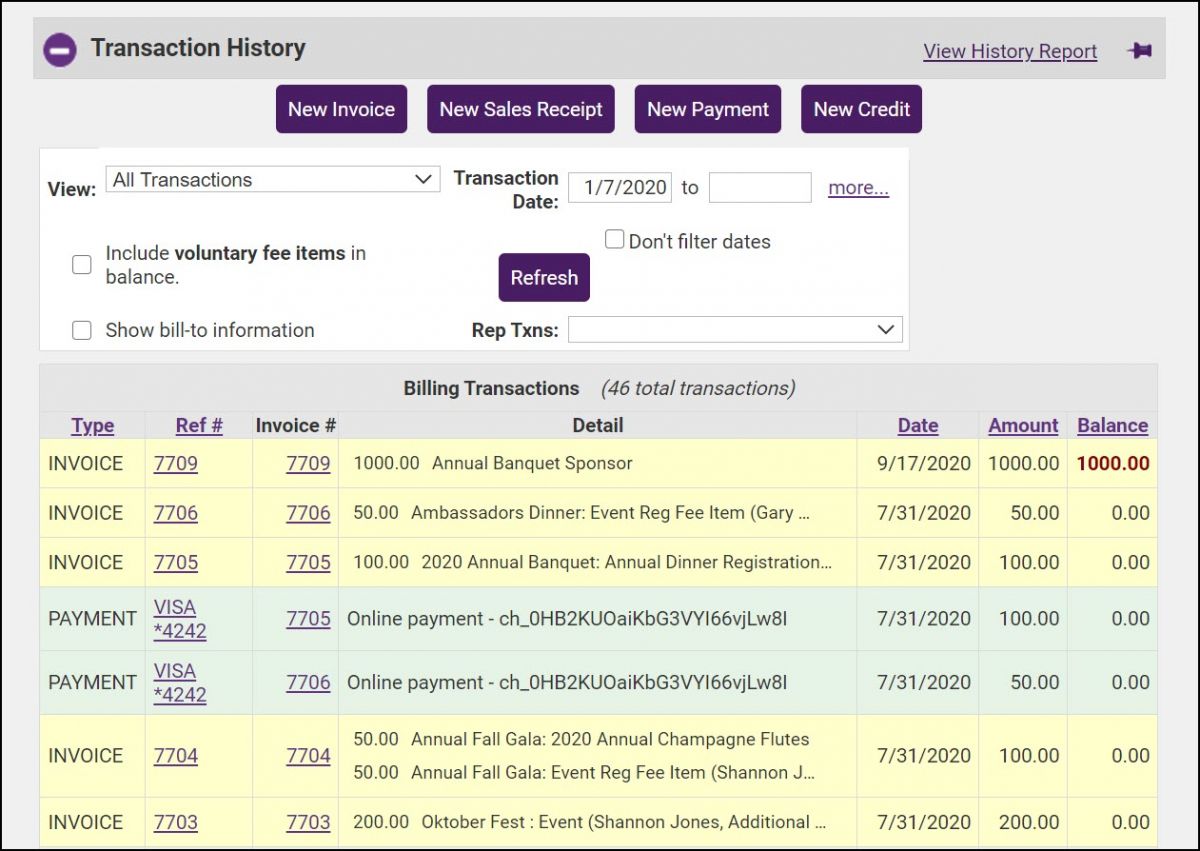 Transaction History
View History Report
New Invoice New Sales Receipt New Payment New Credit
View: All Transactions Transaction Date: 1/7/2020 to more...
Include voluntary fee items in balance.
Don't filter dates
Refresh
Show bill-to information Rep Txns:
Billing Transactions (46 total transactions)
Type Ref # Invoice # Detail Date Amount Balance
INVOICE 7709 7709 1000.00 Annual Banquet Sponsor 9/17/2020 1000.00 1000.00
INVOICE 7706 7706 50.00 Ambassadors Dinner: Event Reg Fee Item (Gary ... 7/31/2020 50.00 0.00
INVOICE 7705 7705 100.00 2020 Annual Banquet: Annual Dinner Registration... 7/31/2020 100.00 0.00
PAYMENT VISA *4242 7705 Online payment - ch_0HB2KUOaiKbG3VYI66vjLw8I 7/31/2020 100.00 0.00
PAYMENT VISA *4242 7706 Online payment - ch_0HB2KUOaiKbG3VYI66vjLw8I 7/31/2020 50.00 0.00
INVOICE 7704 7704 50.00 Annual Fall Gala: 2020 Annual Champagne Flutes
50.00 Annual Fall Gala: Event Reg Fee Item (Shannon J... 7/31/2020 100.00 0.00
INVOICE 7703 7703 200.00 Oktober Fest : Event (Shannon Jones, Additional ... 7/31/2020 200.00 0.00